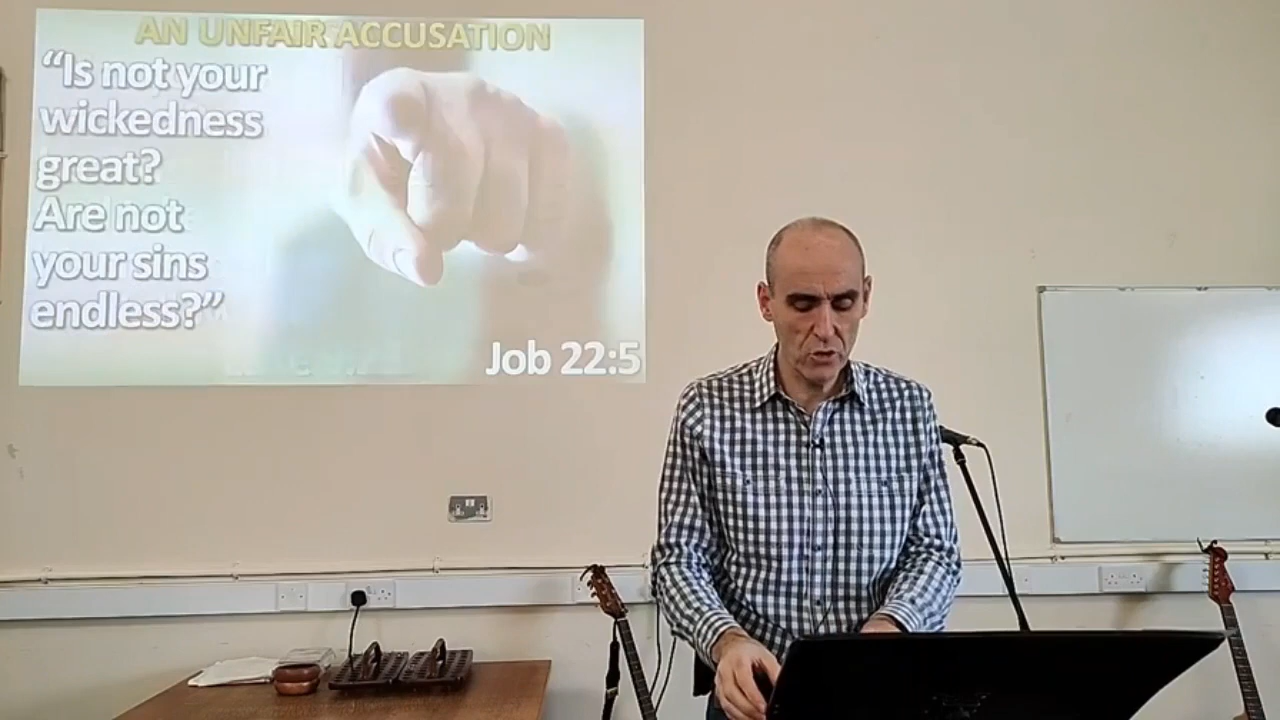 AN UNFAIR ACCUSATION
“Is not your
wickedness
great?
Are not
your sins
endless?”
Job 22:5